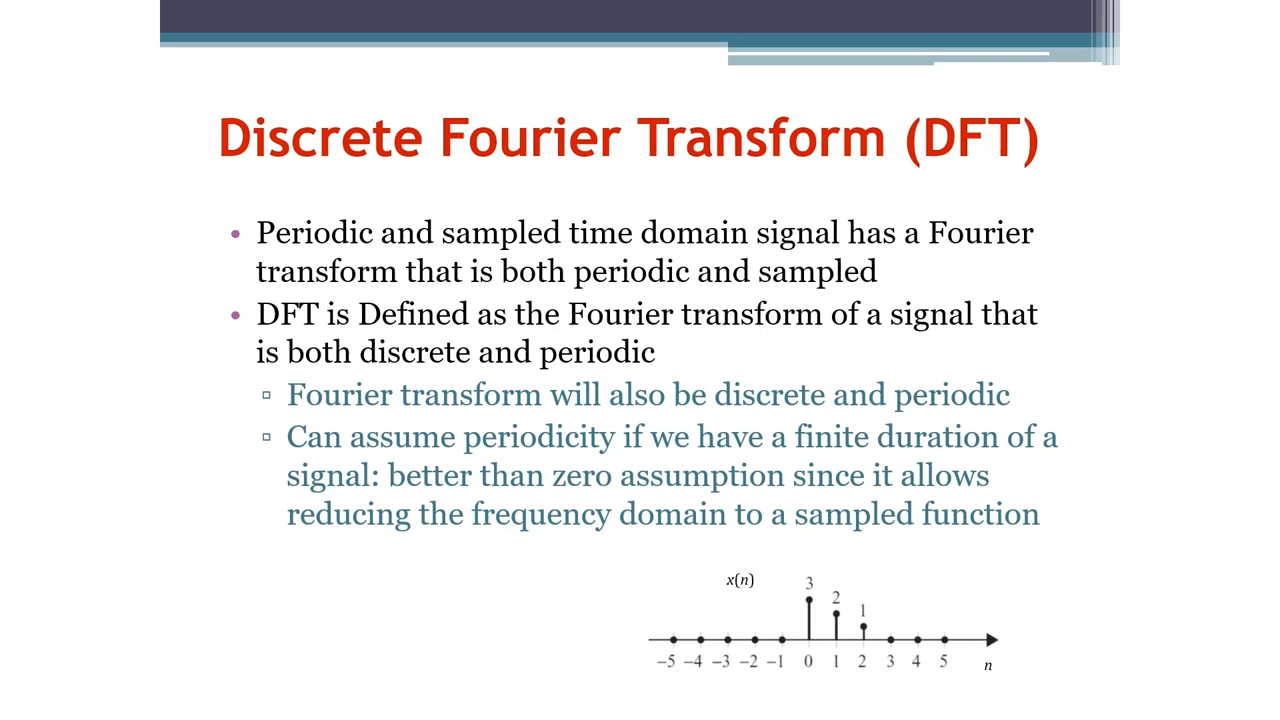 Discrete Fourier Transform (DFT)
• Periodic and sampled time domain signal has a Fourier
transform that is both periodic and sampled
• DFT is Defined as the Fourier transform of a signal that
is both discrete and periodic
▫ Fourier transform will also be discrete and periodic
▫ Can assume periodicity if we have a finite duration of a
signal: better than zero assumption since it allows
reducing the frequency domain to a sampled function
x(n) 3
2
1
−5 −4 −3 −2 −1 0 1 2 3 4 5 n